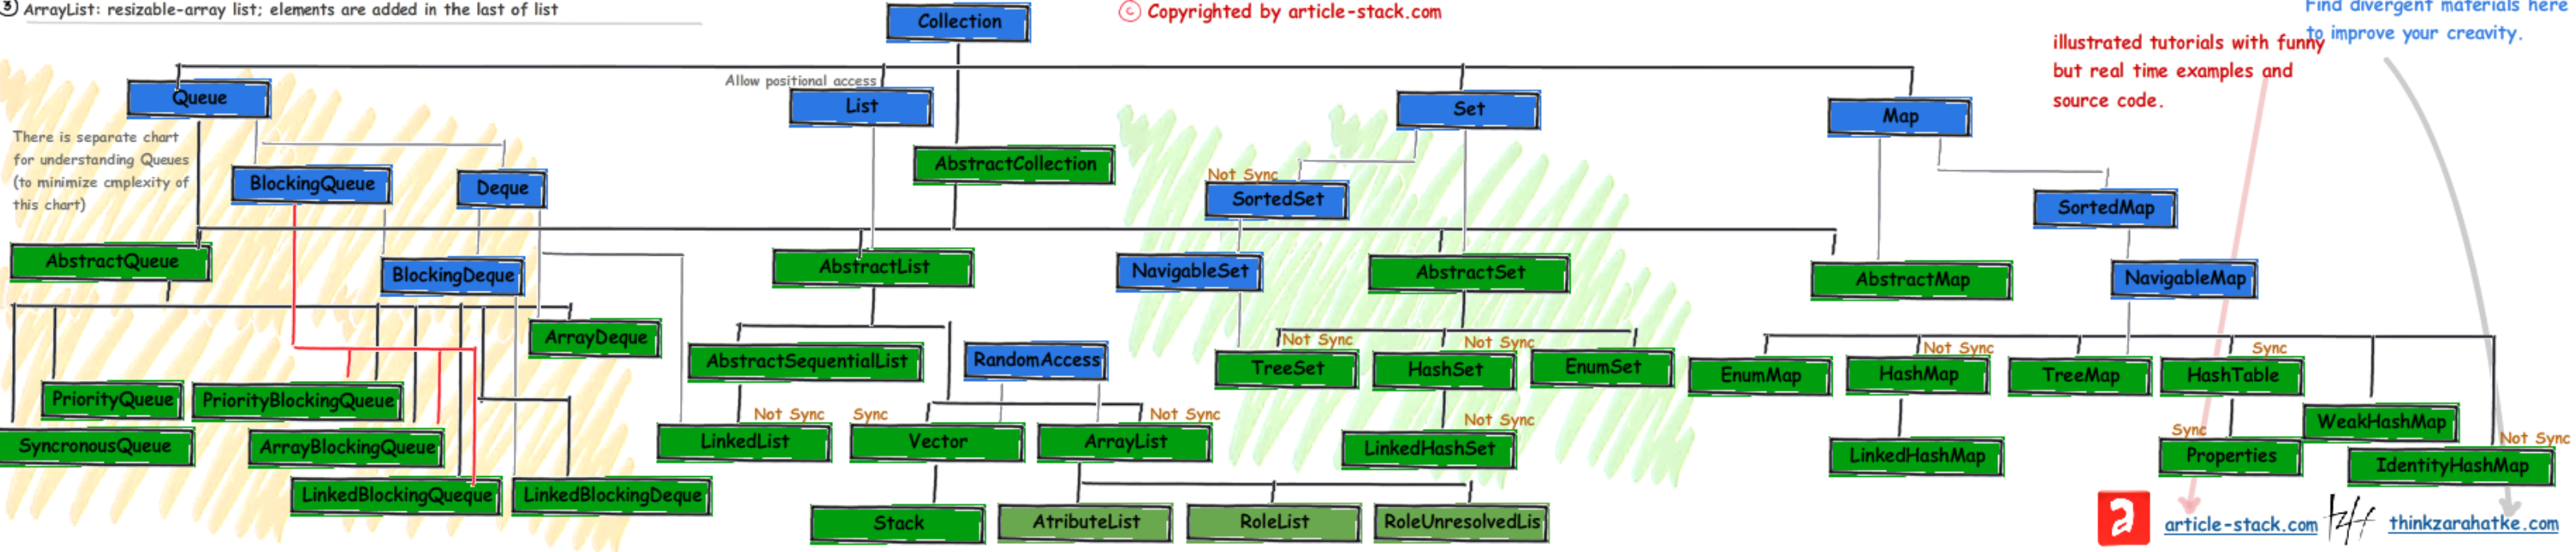 3 ArrayList: resizable-array list; elements are added in the last of list
Collection
© Copyrighted by article-stack.com
Find divergent materials here
to improve your creavity.
illustrated tutorials with funny
but real time examples and
source code.
Queue
Allow positional access
List
Set
Map
There is separate chart
for understanding Queues
(to minimize cmplexity of
this chart)
BlockingQueue
Deque
AbstractCollection
Not Sync
SortedSet
SortedMap
AbstractQueue
BlockingDeque
AbstractList
NavigableSet
AbstractSet
AbstractMap
NavigableMap
ArrayDeque
AbstractSequentialList
RandomAccess
Not Sync
TreeSet
Not Sync
HashSet
EnumSet
EnumMap
Not Sync
HashMap
TreeMap
Sync
HashTable
PriorityQueue
PriorityBlockingQueue
WeakHashMap
SyncronousQueue
ArrayBlockingQueue
Not Sync
LinkedList
Sync
Vector
Not Sync
ArrayList
Not Sync
LinkedHashSet
LinkedHashMap
Sync
Properties
Not Sync
IdentityHashMap
LinkedBlockingQueque
LinkedBlockingDeque
Stack
AtributeList
RoleList
RoleUnresolvedLis
a
article-stack.com
thinkzarahatke.com